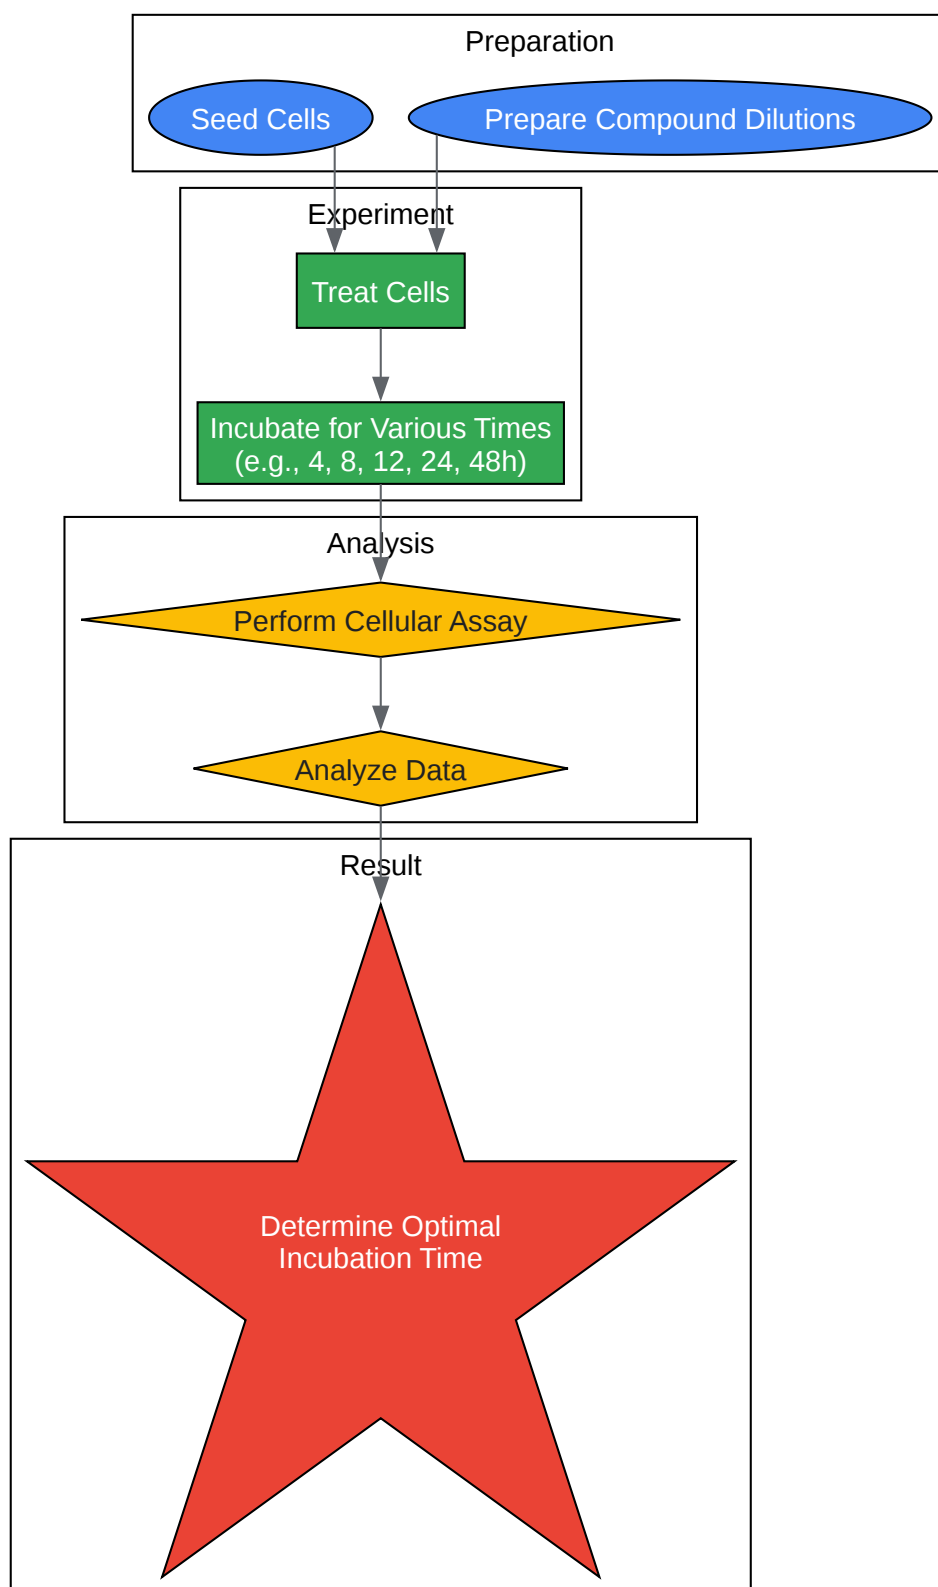 Preparation
Seed Cells
Prepare Compound Dilutions
Experiment
Treat Cells
Incubate for Various Times
(e.g., 4, 8, 12, 24, 48h)
Analysis
Perform Cellular Assay
Analyze Data
Result
Determine Optimal
Incubation Time